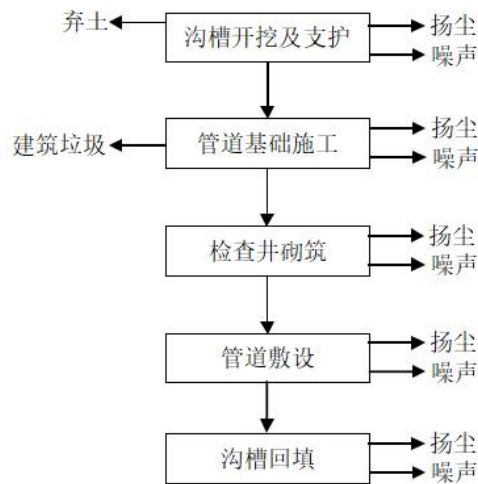 弃土
沟槽开挖及支护
扬尘
噪声
建筑垃圾
管道基础施工
扬尘
噪声
检查井砌筑
扬尘
噪声
管道敷设
扬尘
噪声
沟槽回填
扬尘
噪声